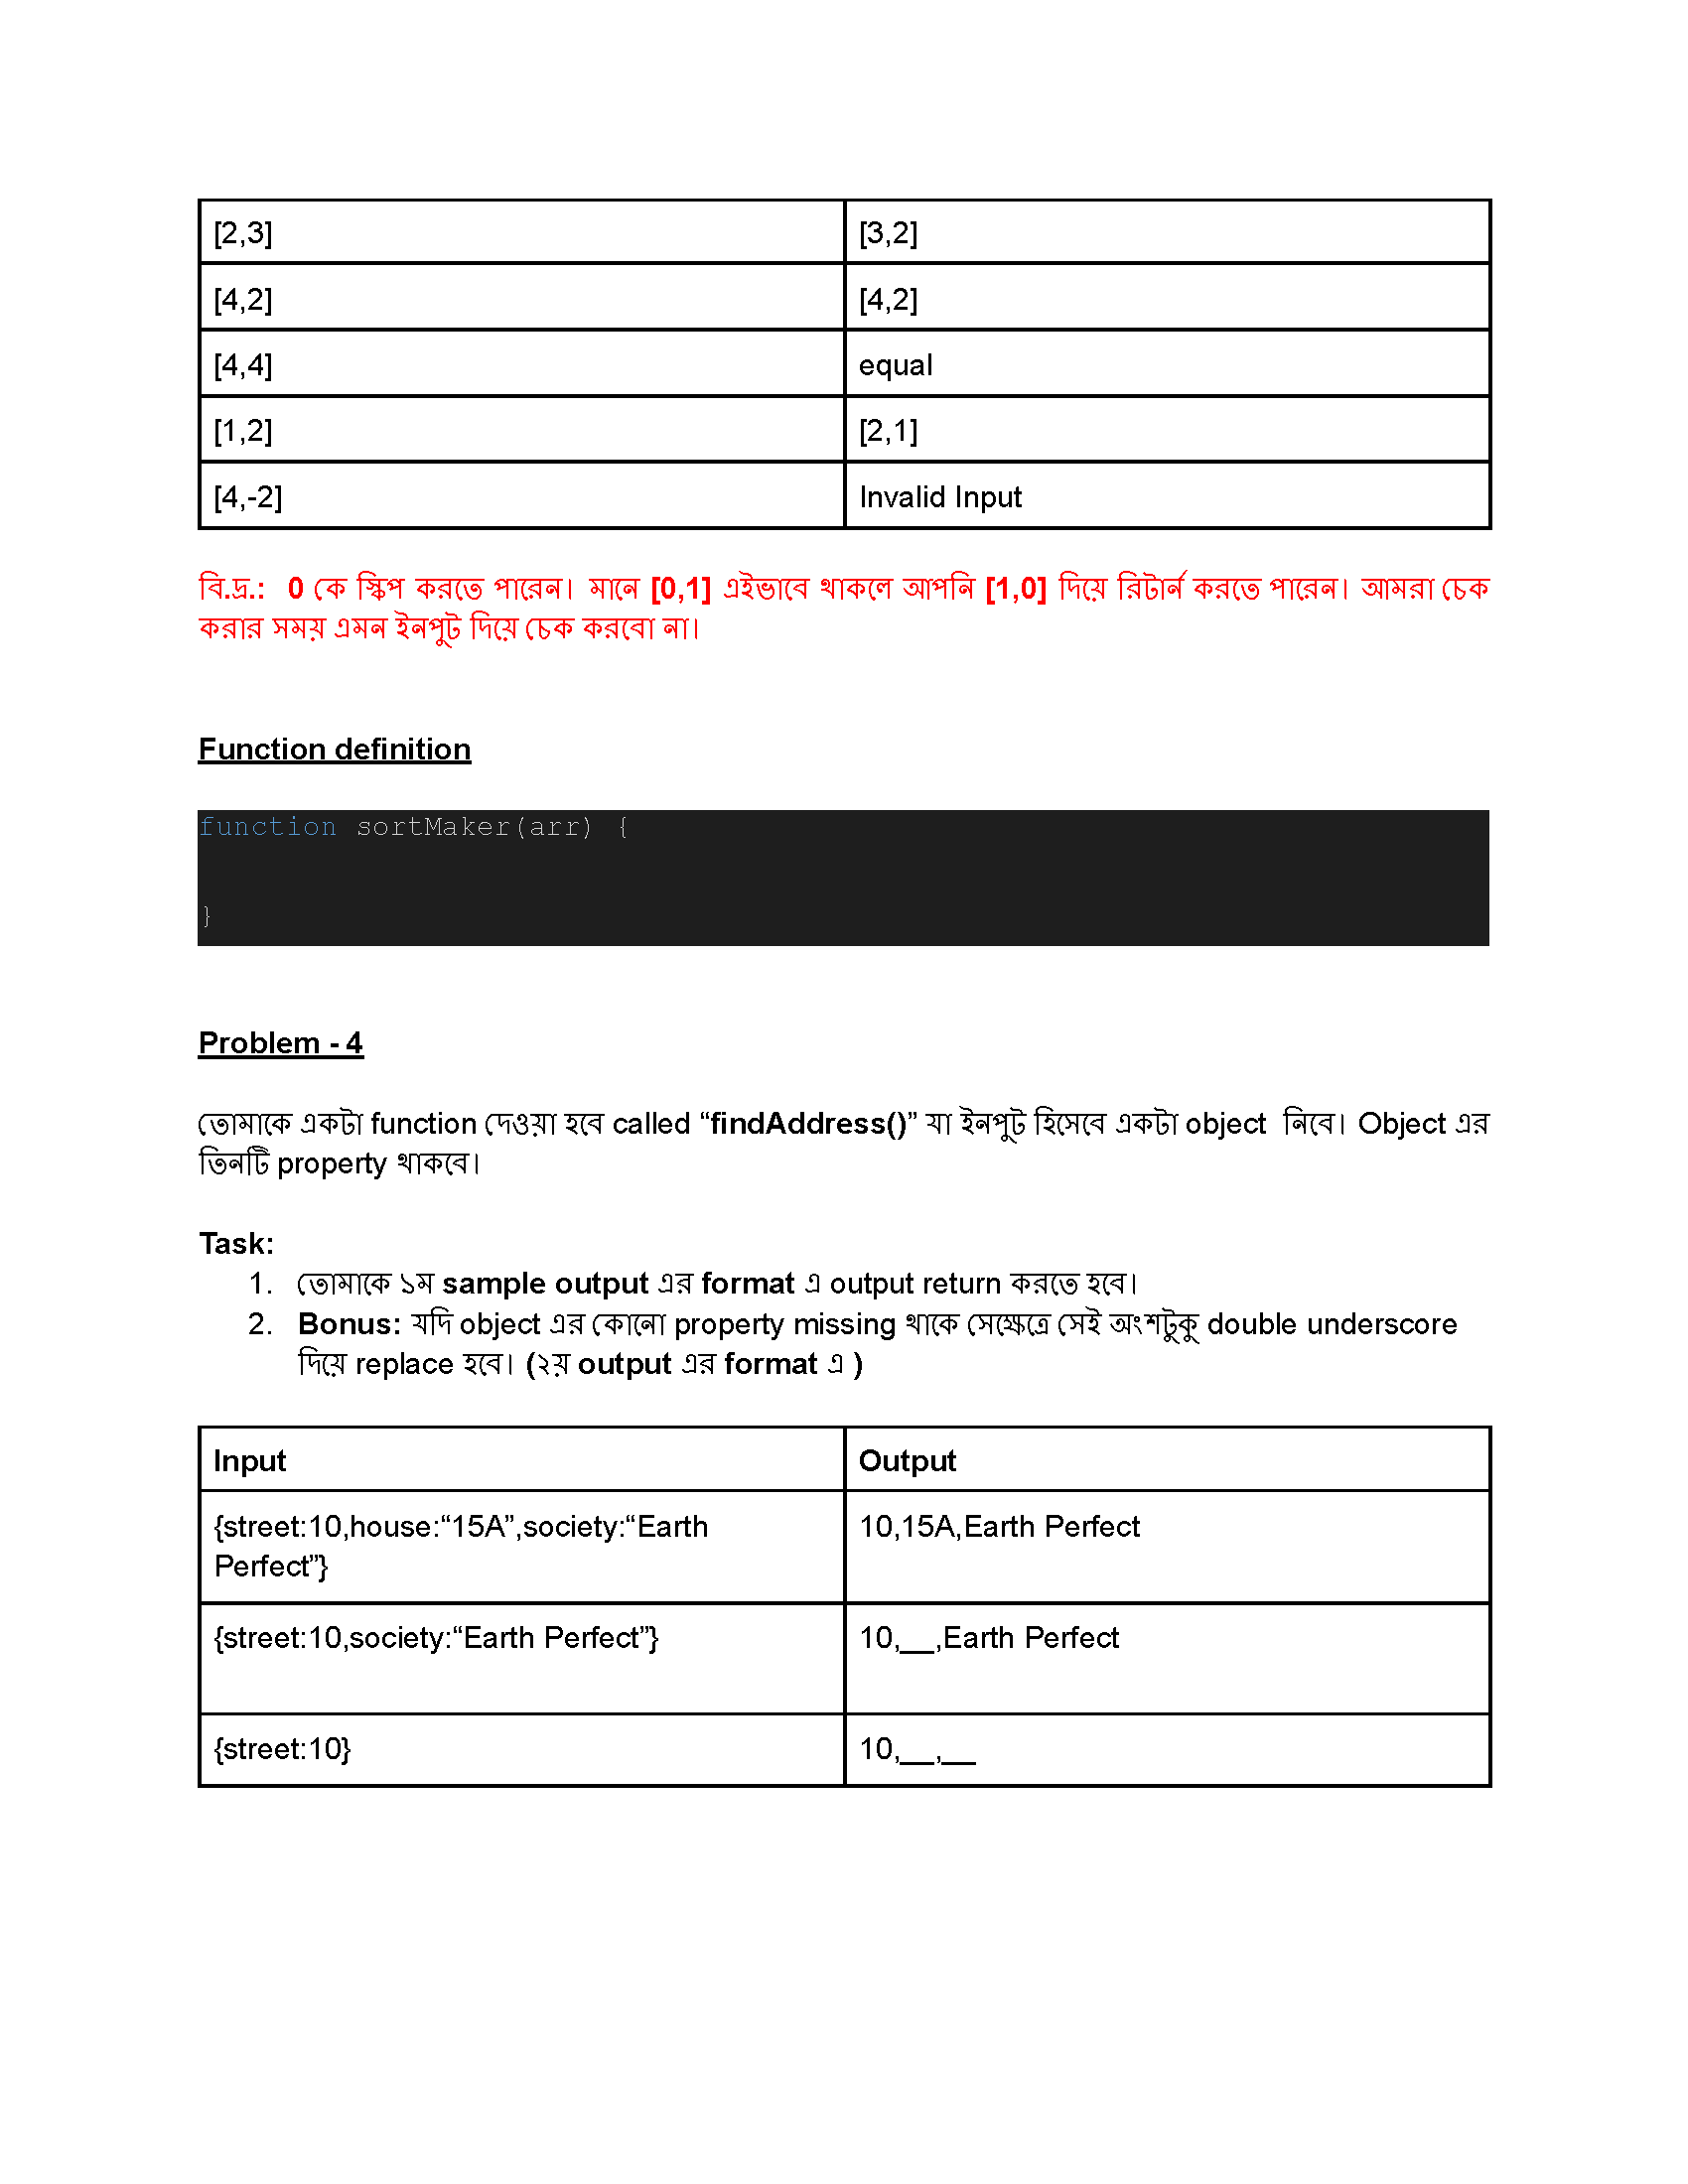 [2,3] [3,2]
[4,2] [4,2]
[4,4] equal
[1,2] [2,1]
[4,-2] Invalid Input
বি.দ্র.: 0 কে স্কিপ করতে পারেন। মানে [0,1] এইভাবে থাকলে আপনি [1,0] দিয়ে রিটার্ন করতে পারেন। আমরা চেক
করার সময় এমন ইনপুট দিয়ে চেক করবো না।
Function definition
function sortMaker(arr) {
}
Problem - 4
তোমাকে একটা function দেওয়া হবে called “findAddress()” যা ইনপুট হিসেবে একটা object নিবে। Object এর
তিনটি property থাকবে।
Task:
1. তোমাকে ১ম sample output এর format এ output return করতে হবে।
2. Bonus: যদি object এর কোনো property missing থাকে সেক্ষেত্রে সেই অংশটুকু double underscore
দিয়ে replace হবে। (২য় output এর format এ )
Input Output
{street:10,house:“15A”,society:“Earth 10,15A,Earth Perfect
Perfect”}
{street:10,society:“Earth Perfect”} 10,__,Earth Perfect
{street:10} 10,__,__